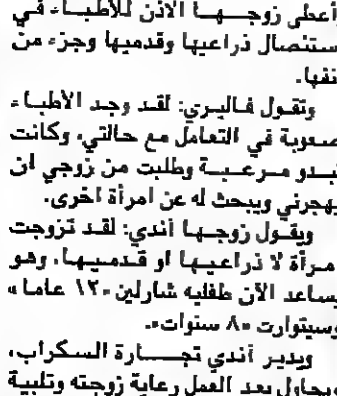 أعطى زوجها الاذن للأطباء في
ستئصال ذراعيها وقدميها وجزء من
نفها.
وتقول فاليري: لقد وجد الأطباء
صعوبة في التعامل مع حالتي، وكانت
تبدو مرعبة وطلبت من زوجي ان
يهجرني ويبحث له عن امرأة اخرى.
ويقول زوجها أندي: لقد تزوجت
مرأة لا ذراعيها او قدميها. وهو
يساعد الآن طفليه شارلين «١٢ عاما»
وسيتوارت «٨ سنوات».
ويدير أندي تجارة السكراب،
ويحاول بعد العمل رعاية زوجته وتلبية